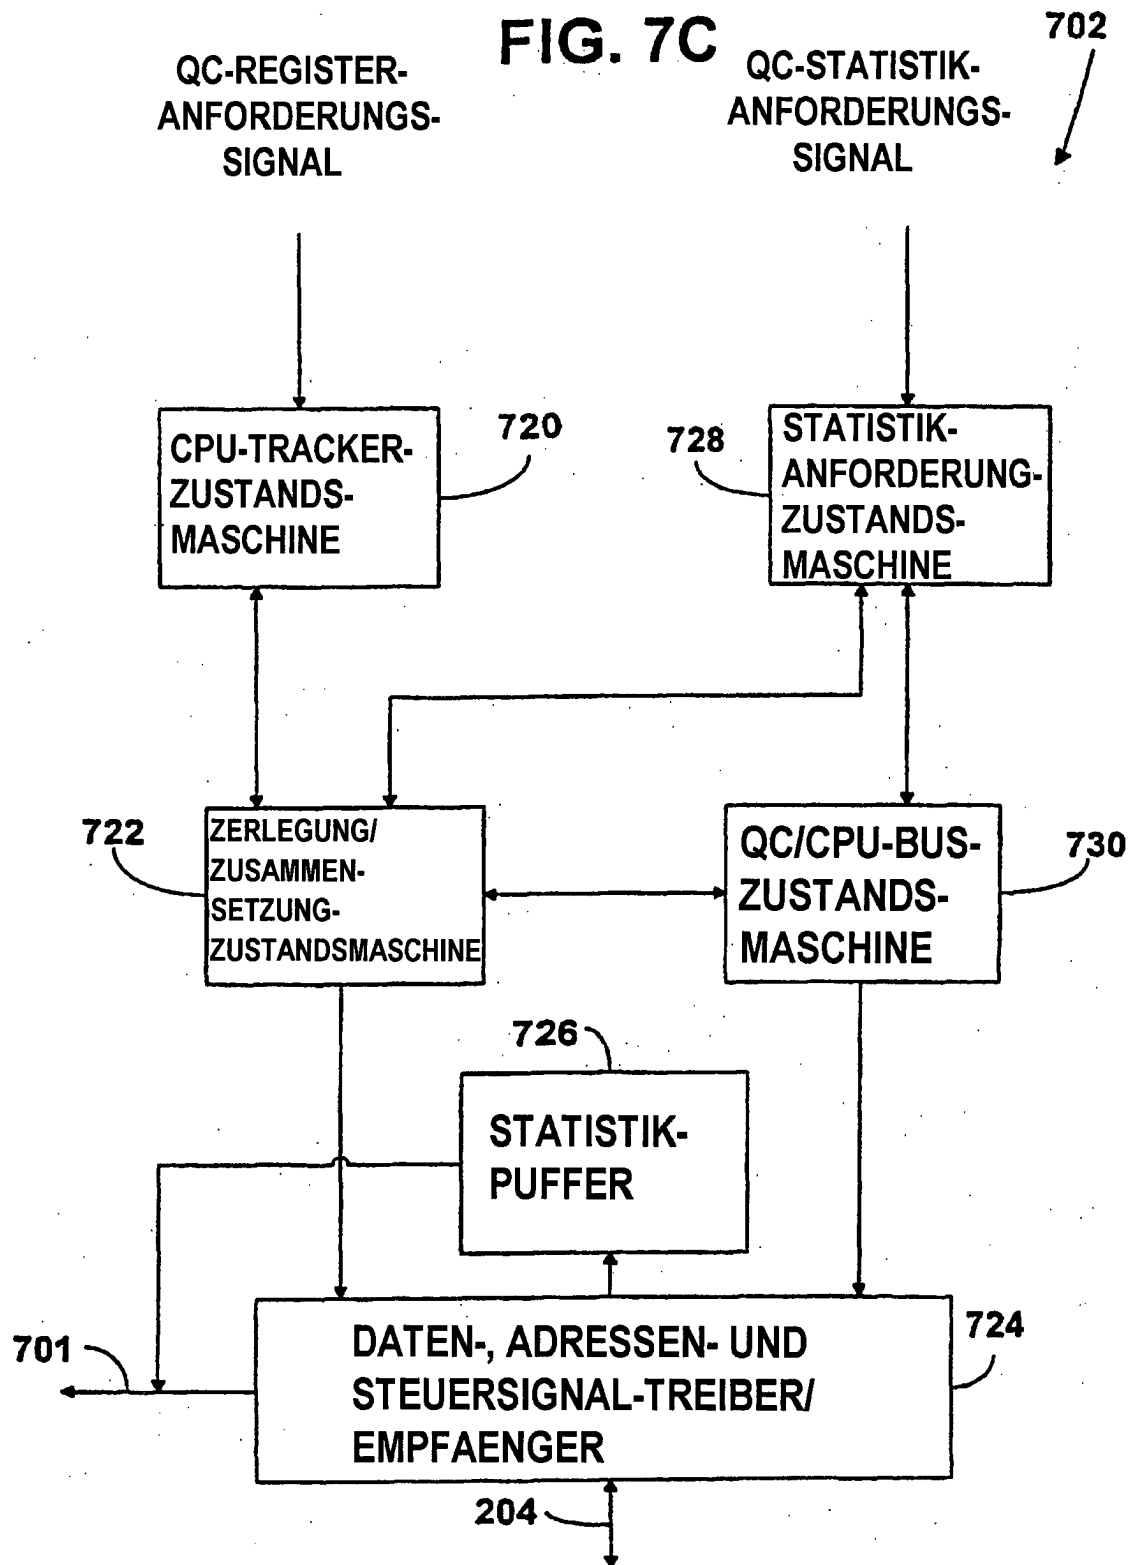 FIG. 7C
702
QC-REGISTER-
ANFORDERUNGS-
SIGNAL
QC-STATISTIK-
ANFORDERUNGS-
SIGNAL
CPU-TRACKER-
ZUSTANDS-
MASCHINE
720
728
STATISTIK-
ANFORDERUNG-
ZUSTANDS-
MASCHINE
722
ZERLEGUNG/
ZUSAMMEN-
SETZUNG-
ZUSTANDSMASCHINE
QC/CPU-BUS-
ZUSTANDS-
MASCHINE
730
726
STATISTIK-
PUFFER
701
DATEN-, ADRESSEN- UND
STEUERSIGNAL-TREIBER/
EMPFAENGER
724
204